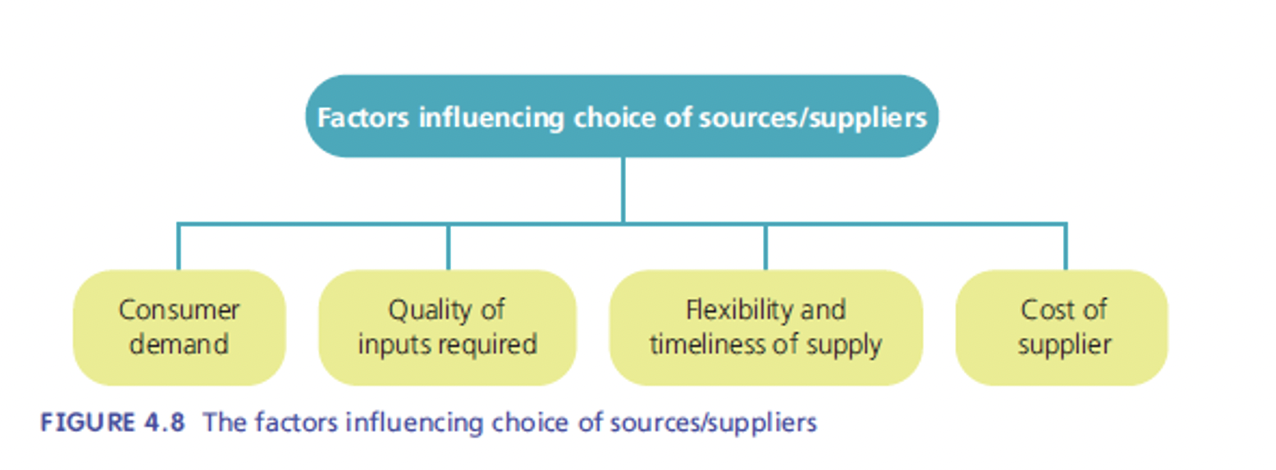 Factors influencing choice of sources/suppliers
Consumer
demand
Quality of
inputs required
Flexibility and
timeliness of supply
Cost of
supplier
FIGURE 4.8 The factors influencing choice of sources/suppliers